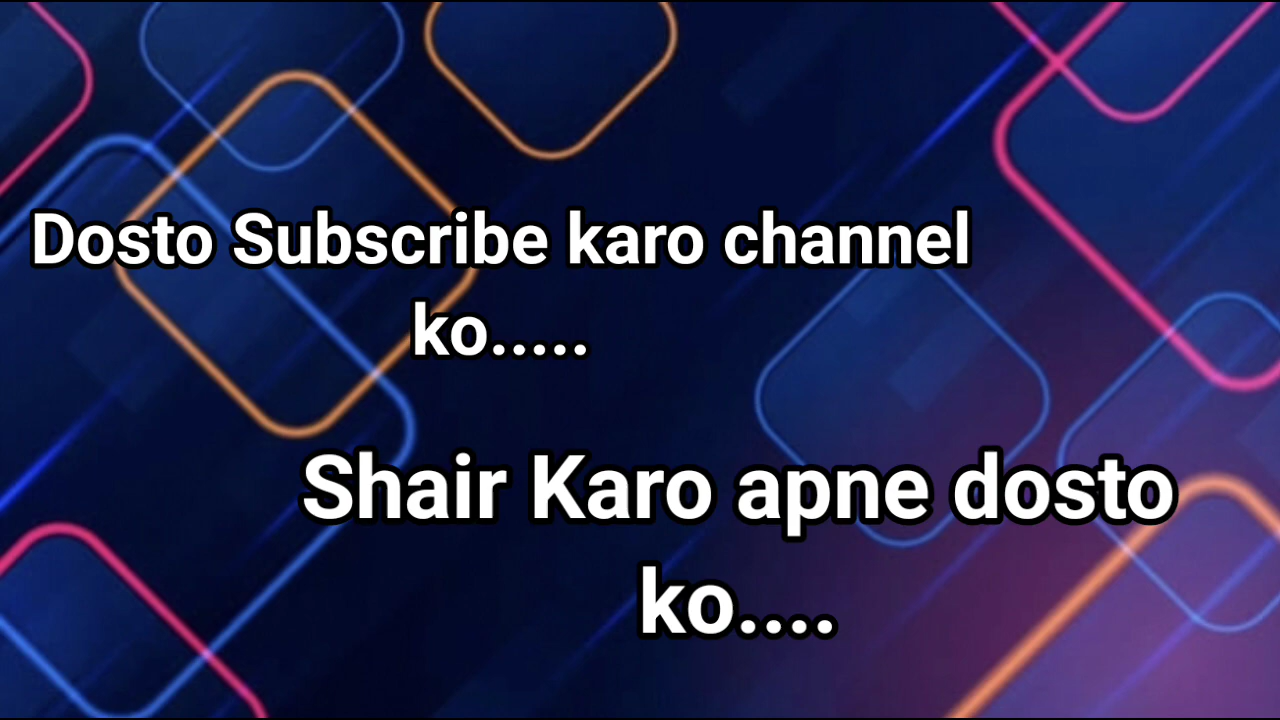 Dosto Subscribe karo channel
ko.....
Shair Karo apne dosto
ko....